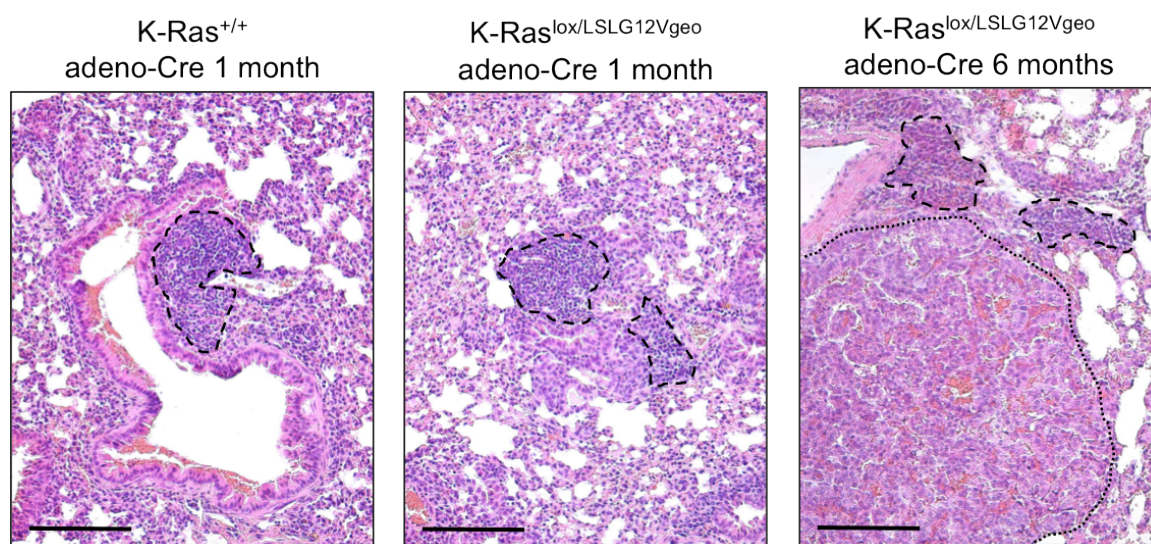 K-Ras+/+
adeno-Cre 1 month
K-Raslox/LSLG12Vgeo
adeno-Cre 1 month
K-Raslox/LSLG12Vgeo
adeno-Cre 6 months